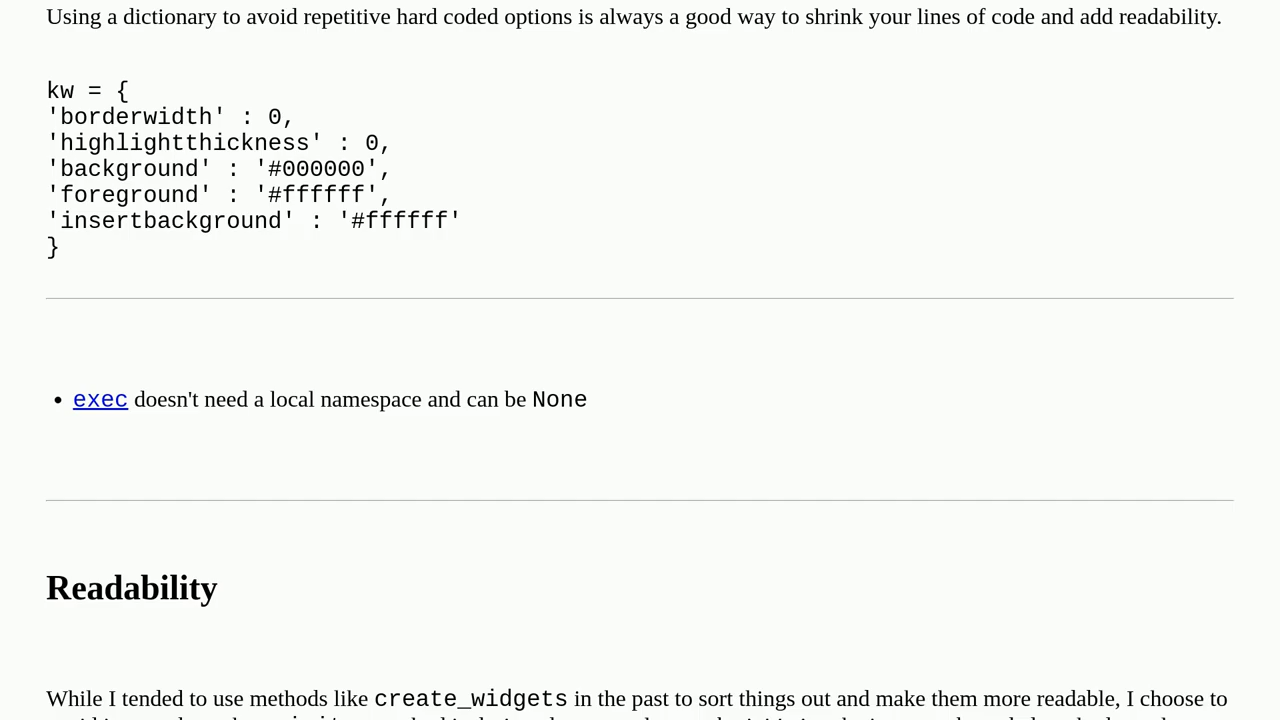 Using a dictionary to avoid repetitive hard coded options is always a good way to shrink your lines of code and add readability.
kw = {
'borderwidth' : 0,
'highlightthickness' : 0,
'background' : '#000000',
'foreground' : '#ffffff',
'insertbackground' : '#ffffff'
}
• exec doesn't need a local namespace and can be None
Readability
While I tended to use methods like create_widgets in the past to sort things out and make them more readable, I choose to